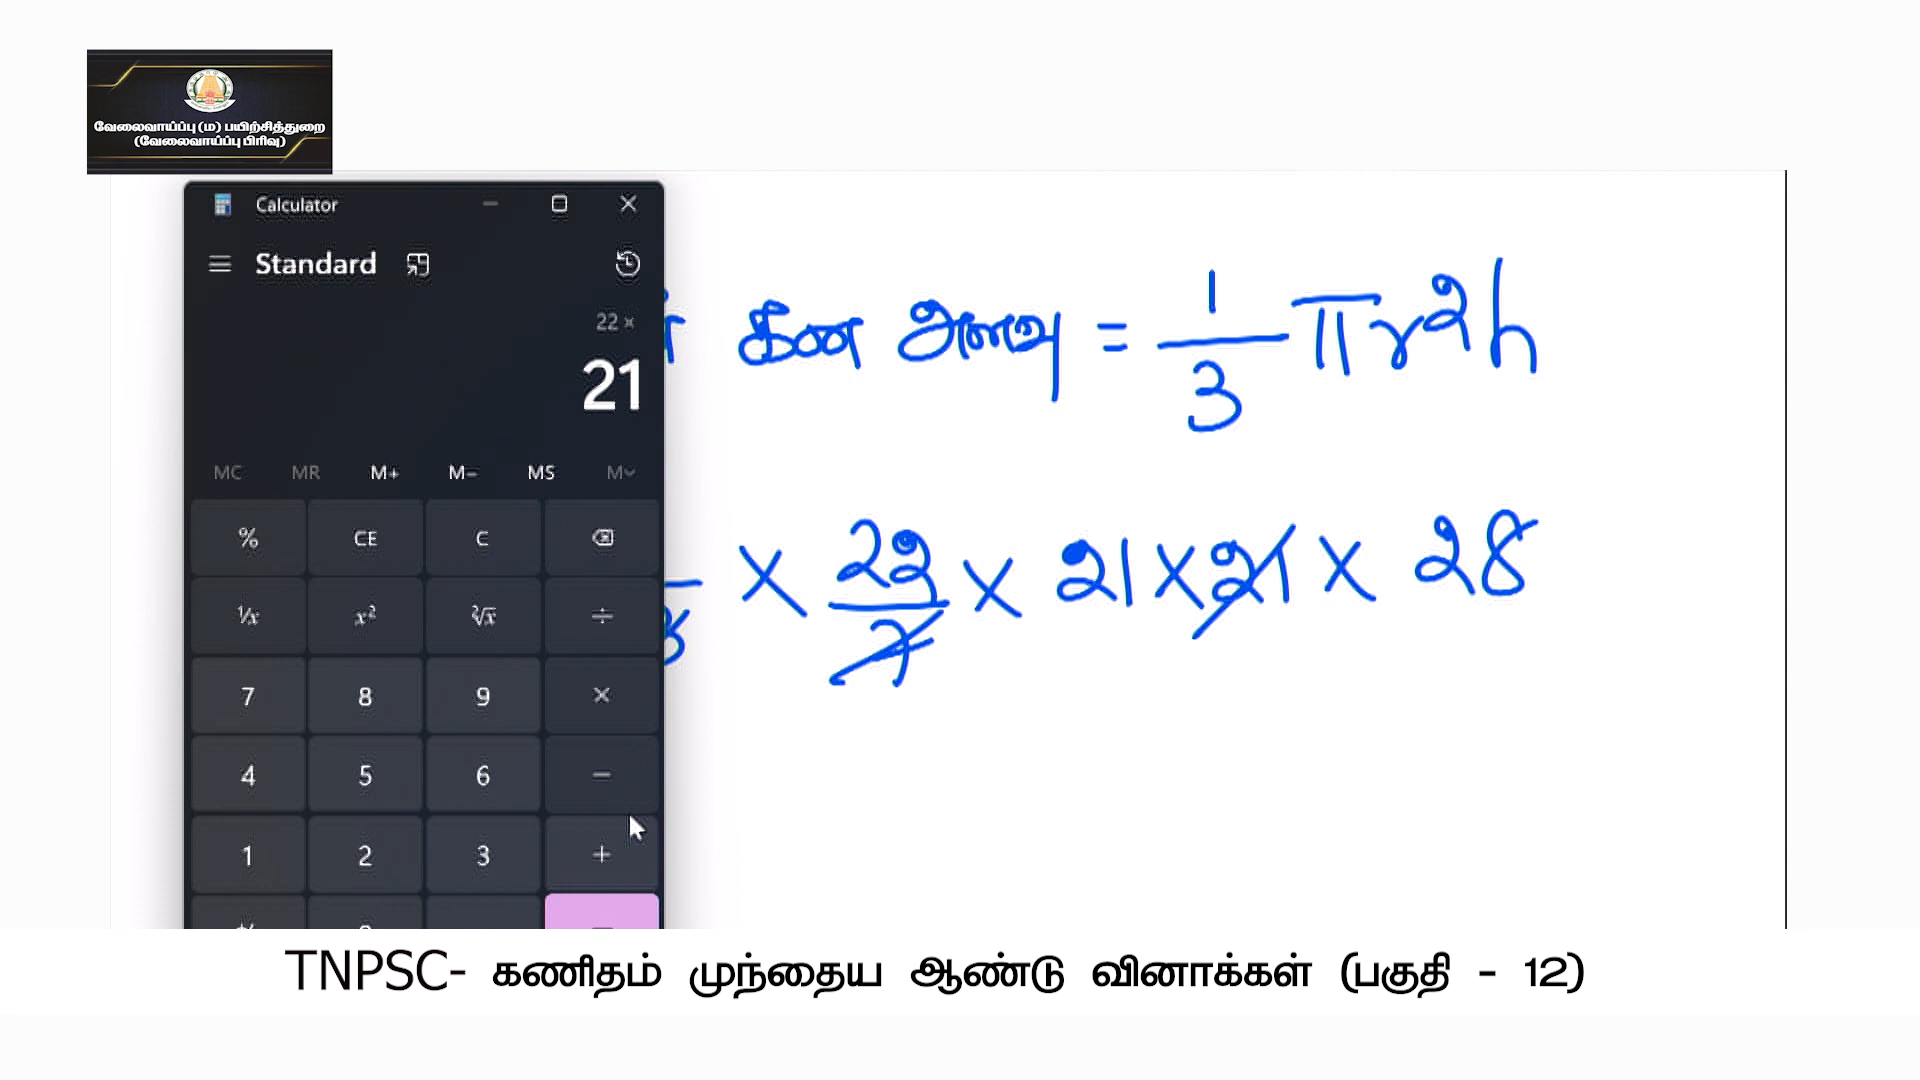 வேலைவாய்ப்பு (ம) பயிற்சித்துறை
(வேலைவாய்ப்பு பிரிவு)
Calculator
Standard
22 ×
21
MC MR M+ M- MS M
% CE C
1/x x² ²√x ÷
7 8 9 ×
4 5 6 −
1 2 3 +
கன அளவு = 1/3 πr2h
× 22/7 × 21 × 21 × 28
TNPSC- கணிதம் முந்தைய ஆண்டு வினாக்கள் (பகுதி - 12)